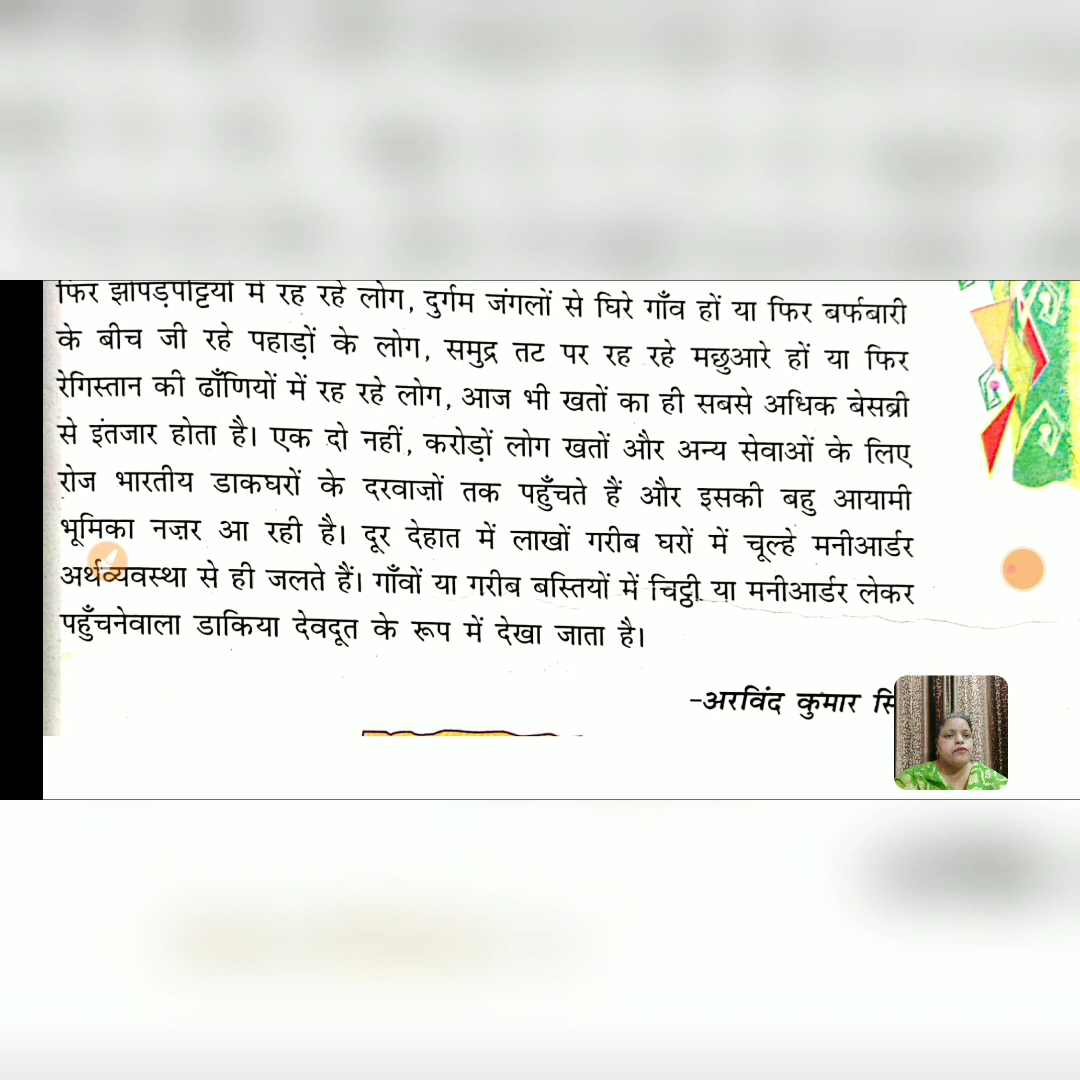 फिर झोपड़पट्टियों में रह रहे लोग, दुर्गम जंगलों से घिरे गाँव हों या फिर बर्फबारी
के बीच जी रहे पहाड़ों के लोग, समुद्र तट पर रह रहे मछुआरे हों या फिर
रेगिस्तान की ढाँणियों में रह रहे लोग, आज भी खतों का ही सबसे अधिक बेसब्री
से इंतजार होता है। एक दो नहीं, करोड़ों लोग खतों और अन्य सेवाओं के लिए
रोज भारतीय डाकघरों के दरवाजों तक पहुँचते हैं और इसकी बहु आयामी
भूमिका नज़र आ रही है। दूर देहात में लाखों गरीब घरों में चूल्हे मनीआर्डर
अर्थव्यवस्था से ही जलते हैं। गाँवों या गरीब बस्तियों में चिट्ठी या मनीआर्डर लेकर
पहुँचनेवाला डाकिया देवदूत के रूप में देखा जाता है।
-अरविंद कुमार